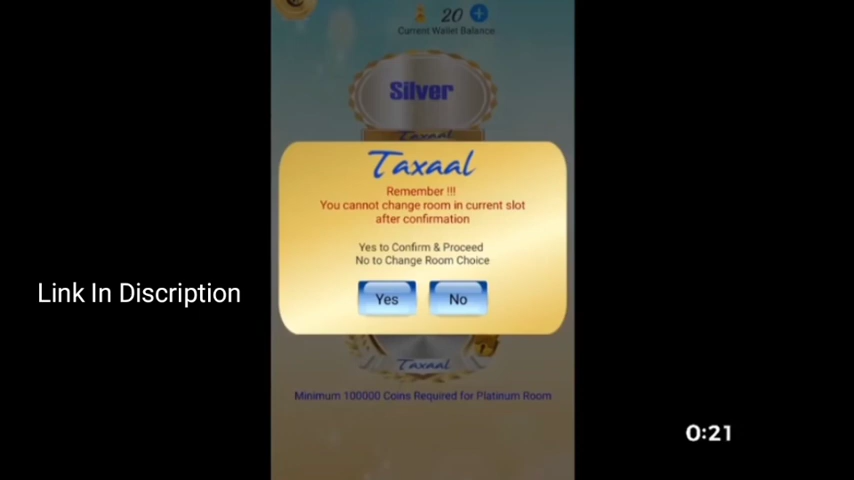 20
Current Wallet Balance
Silver
Taxaal
Taxaal
Remember !!!
You cannot change room in current slot
after confirmation
Yes to Confirm & Proceed
No to Change Room Choice
Yes
No
Link In Discription
Taxaal
Minimum 100000 Coins Required for Platinum Room
0:21